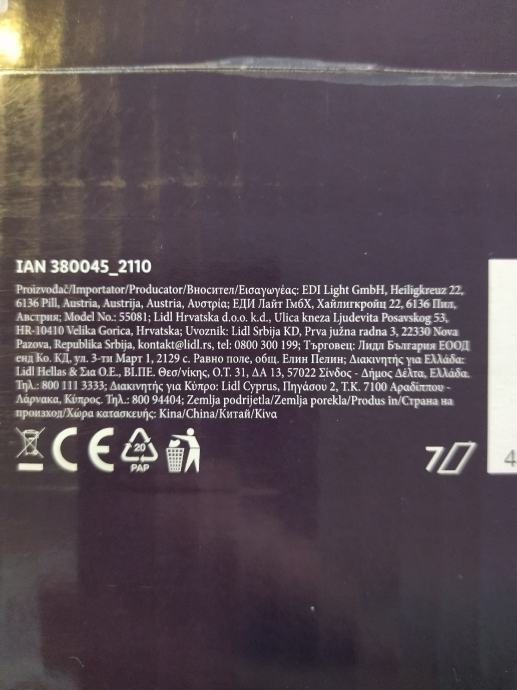 IAN 380045_2110
Proizvođač/Importator/Producator/Вносител/Εισαγωγέας: EDI Light GmbH, Heiligkreuz 22,
6136 Pill, Austria, Austrija, Austria, Αυστρία; ЕДИ Лайт ГмбХ, Хайлигкройц 22, 6136 Пил,
Австрия; Model No.: 55081; Lidl Hrvatska d.o.o. k.d., Ulica kneza Ljudevita Posavskog 53,
HR-10410 Velika Gorica, Hrvatska; Uvoznik: Lidl Srbija KD, Prva južna radna 3, 22330 Nova
Pazova, Republika Srbija, kontakt@lidl.rs, tel: 0800 300 199; Търговец: Лидл България ЕООД
енд Ко. КД, ул. 3-ти Март 1, 2129 с. Равно поле, общ. Елин Пелин; Διακινητής για Ελλάδα:
Lidl Hellas & Σια Ο.Ε., ΒΙ.ΠΕ. Θεσ/νίκης, Ο.Τ. 31, ΔΑ 13, 57022 Σίνδος - Δήμος Δέλτα, Ελλάδα.
Τηλ.: 800 111 3333; Διακινητής για Κύπρο: Lidl Cyprus, Πηγάσου 2, Τ.Κ. 7100 Αραδίππου -
Λάρνακα, Κύπρος. Τηλ.: 800 94404; Zemlja podrijetla/Zemlja porekla/Produs în/Страна на
произход/Χώρα κατασκευής: Kina/China/Китай/Κίνα
CE 20
PAP
10
4